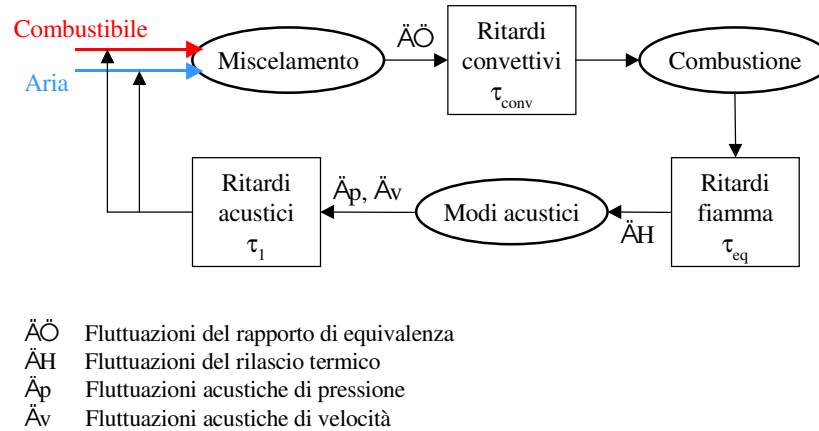 Combustibile
Aria
Miscelamento
ÄÖ
Ritardi
convettivi
τconv
Combustione
Ritardi
acustici
τ1
Äp, Äv
Modi acustici
ÄH
Ritardi
fiamma
τeq
ÄÖ Fluttuazioni del rapporto di equivalenza
ÄH Fluttuazioni del rilascio termico
Äp Fluttuazioni acustiche di pressione
Äv Fluttuazioni acustiche di velocità